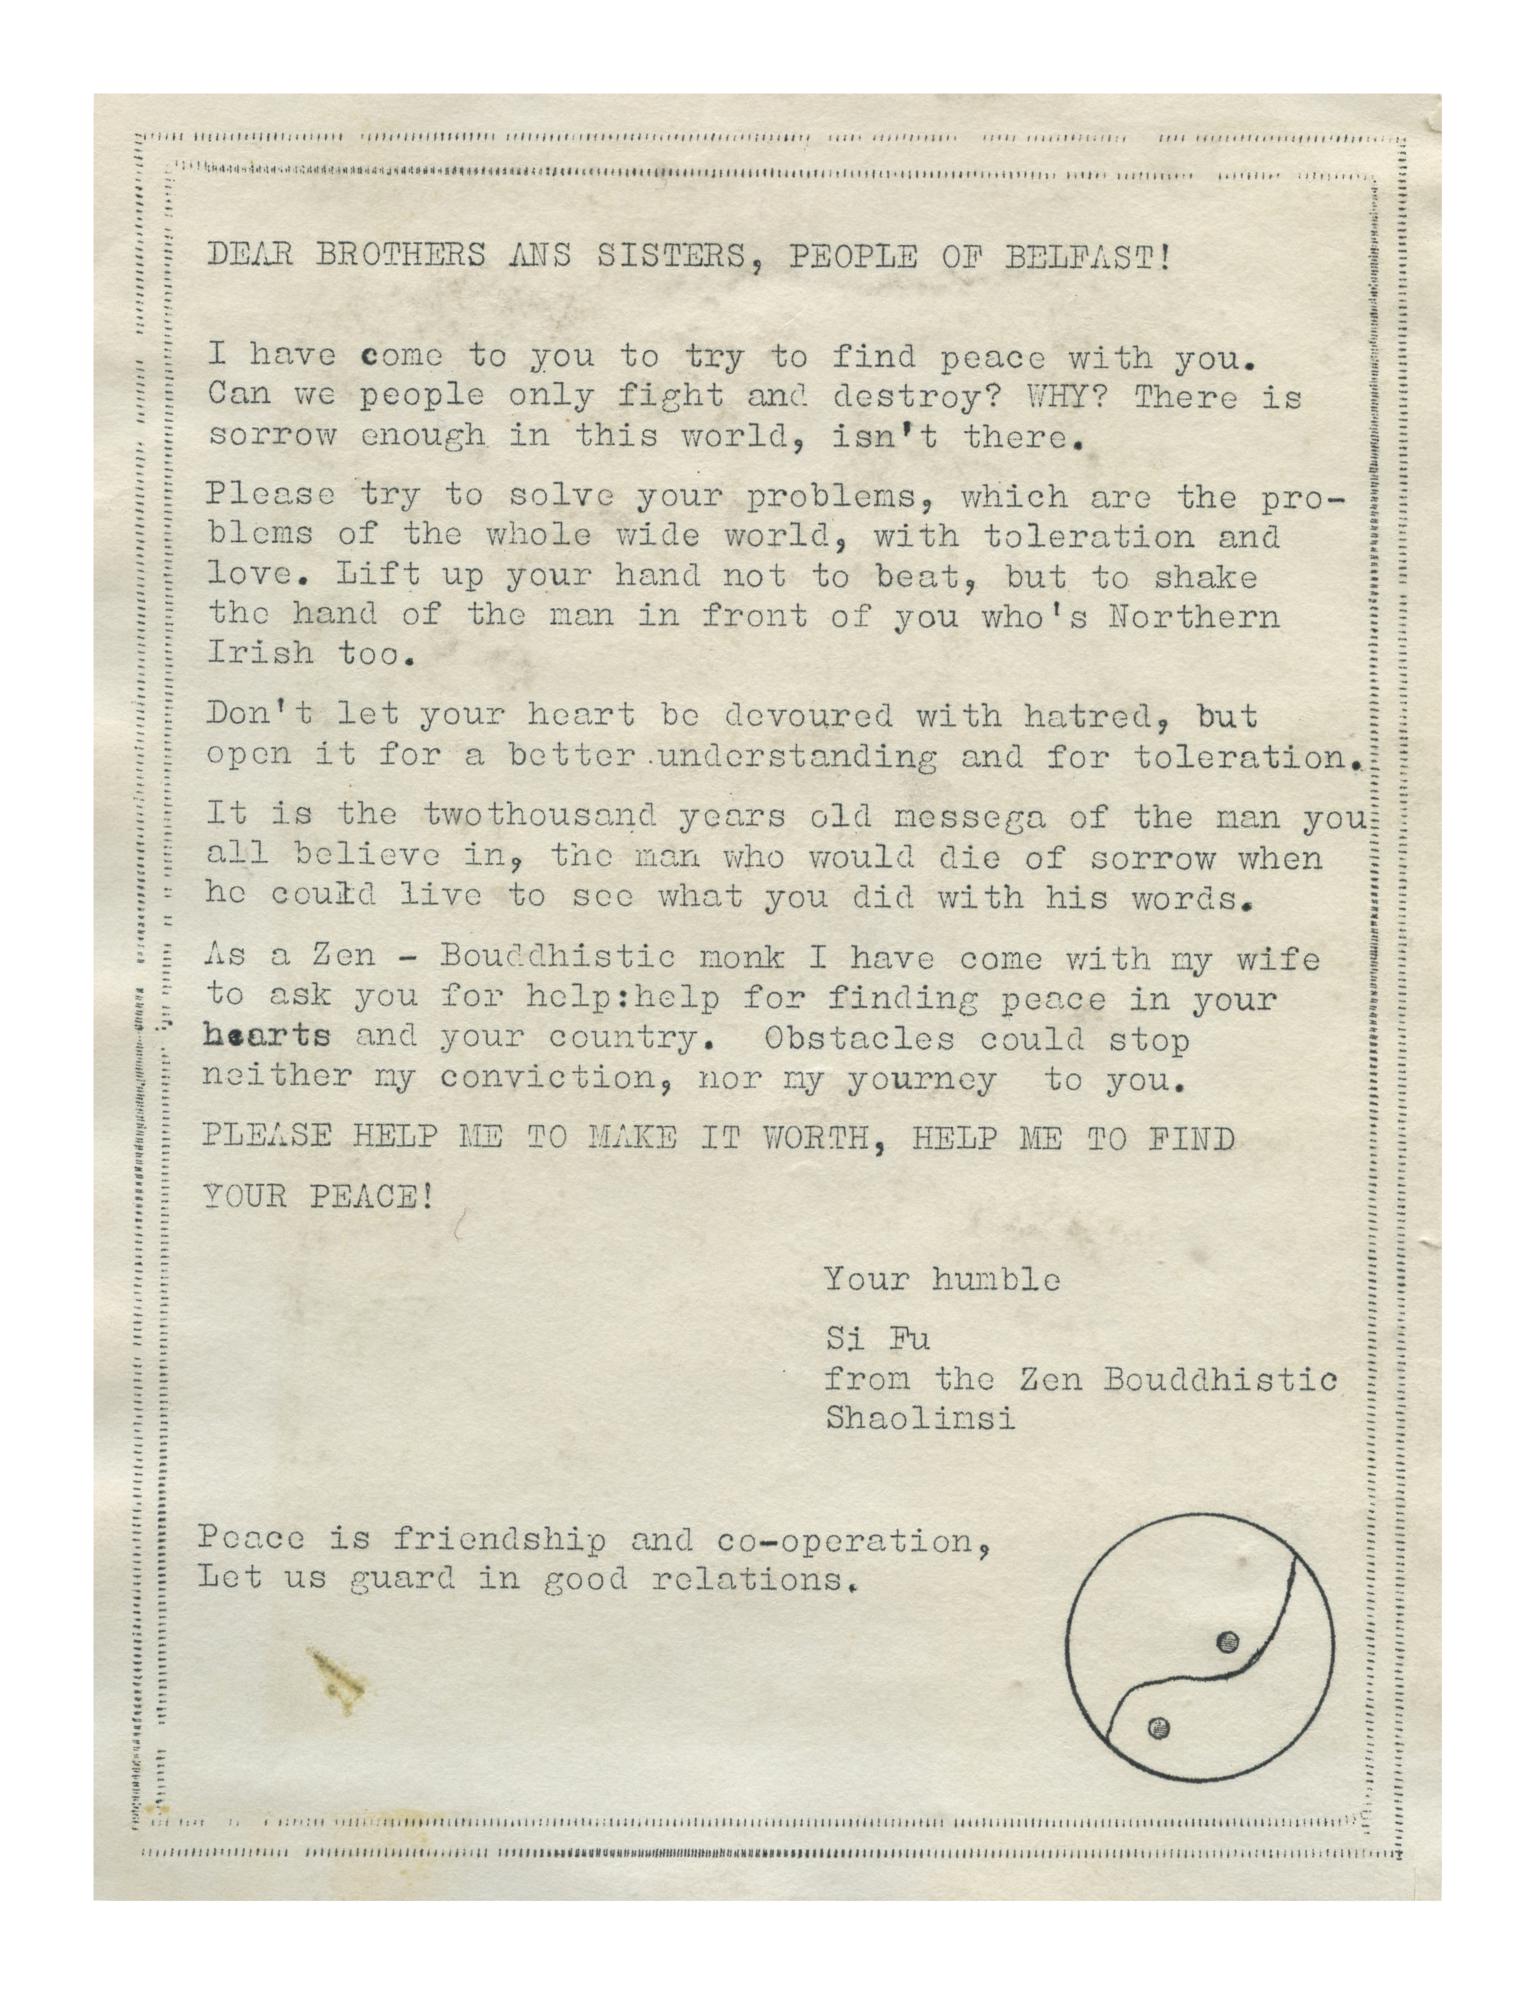 DEAR BROTHERS ANS SISTERS, PEOPLE OF BELFAST!
I have come to you to try to find peace with you.
Can we people only fight and destroy? WHY? There is
sorrow enough in this world, isn't there.
Please try to solve your problems, which are the pro-
blems of the whole wide world, with toleration and
love. Lift up your hand not to beat, but to shake
the hand of the man in front of you who's Northern
Irish too.
Don't let your heart be devoured with hatred, but
open it for a better understanding and for toleration.
It is the twothousand years old messega of the man you
all believe in, the man who would die of sorrow when
he could live to see what you did with his words.
As a Zen - Bouddhistic monk I have come with my wife
to ask you for help:help for finding peace in your
hearts and your country. Obstacles could stop
neither my conviction, nor my yourney to you.
PLEASE HELP ME TO MAKE IT WORTH, HELP ME TO FIND
YOUR PEACE!
Your humble
Si Fu
from the Zen Bouddhistic
Shaolimsi
Peace is friendship and co-operation,
Let us guard in good relations.